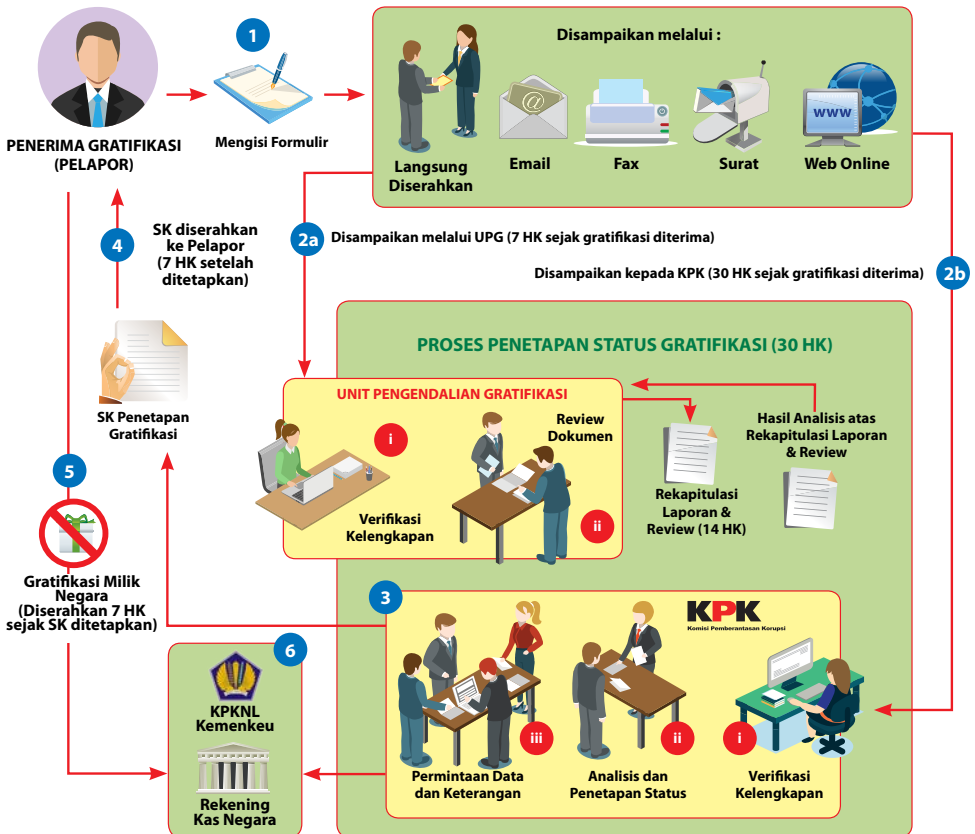 1
PENERIMA GRATIFIKASI
(PELAPOR)
Mengisi Formulir
Disampaikan melalui :
@
WWW
Langsung
Diserahkan
Email
Fax
Surat
Web Online
2a
Disampaikan melalui UPG (7 HK sejak gratifikasi diterima)
Disampaikan kepada KPK (30 HK sejak gratifikasi diterima)
2b
4
SK diserahkan
ke Pelapor
(7 HK setelah
ditetapkan)
SK Penetapan
Gratifikasi
PROSES PENETAPAN STATUS GRATIFIKASI (30 HK)
UNIT PENGENDALIAN GRATIFIKASI
i
Verifikasi
Kelengkapan
Review
Dokumen
ii
Rekapitulasi
Laporan &
Review (14 HK)
Hasil Analisis atas
Rekapitulasi Laporan
& Review
5
Gratifikasi Milik
Negara
(Diserahkan 7 HK
sejak SK ditetapkan)
3
KPK
Komisi Pemberantasan Korupsi
iii
Permintaan Data
dan Keterangan
ii
Analisis dan
Penetapan Status
i
Verifikasi
Kelengkapan
6
KPKNL
Kemenkeu
Rekening
Kas Negara